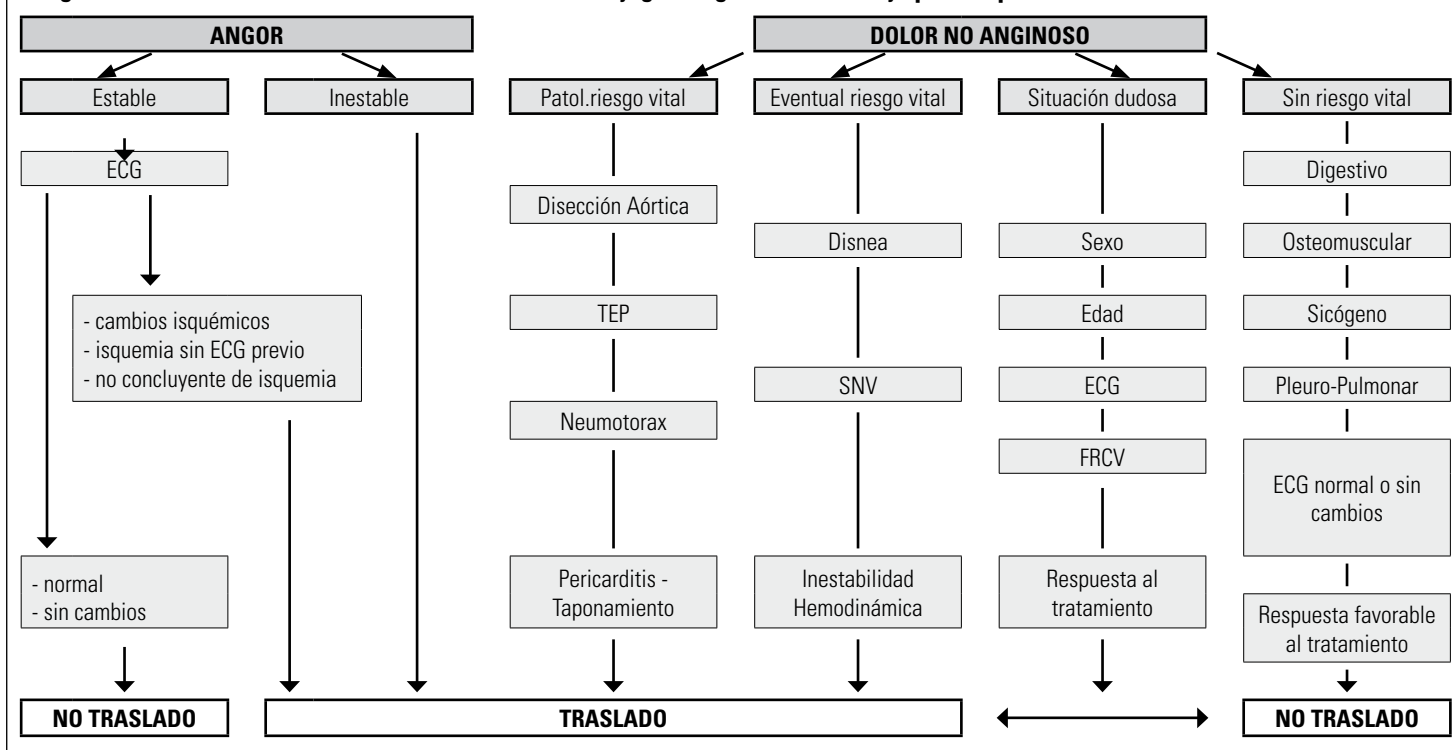 ANGOR
DOLOR NO ANGINOSO
Estable
Inestable
Patol.riesgo vital
Eventual riesgo vital
Situación dudosa
Sin riesgo vital
ECG
Digestivo
Disección Aórtica
Disnea
Sexo
Osteomuscular
- cambios isquémicos
- isquemia sin ECG previo
- no concluyente de isquemia
TEP
Edad
Sicógeno
SNV
ECG
Pleuro-Pulmonar
Neumotorax
FRCV
ECG normal o sin
cambios
- normal
- sin cambios
Pericarditis -
Taponamiento
Inestabilidad
Hemodinámica
Respuesta al
tratamiento
Respuesta favorable
al tratamiento
NO TRASLADO
TRASLADO
NO TRASLADO